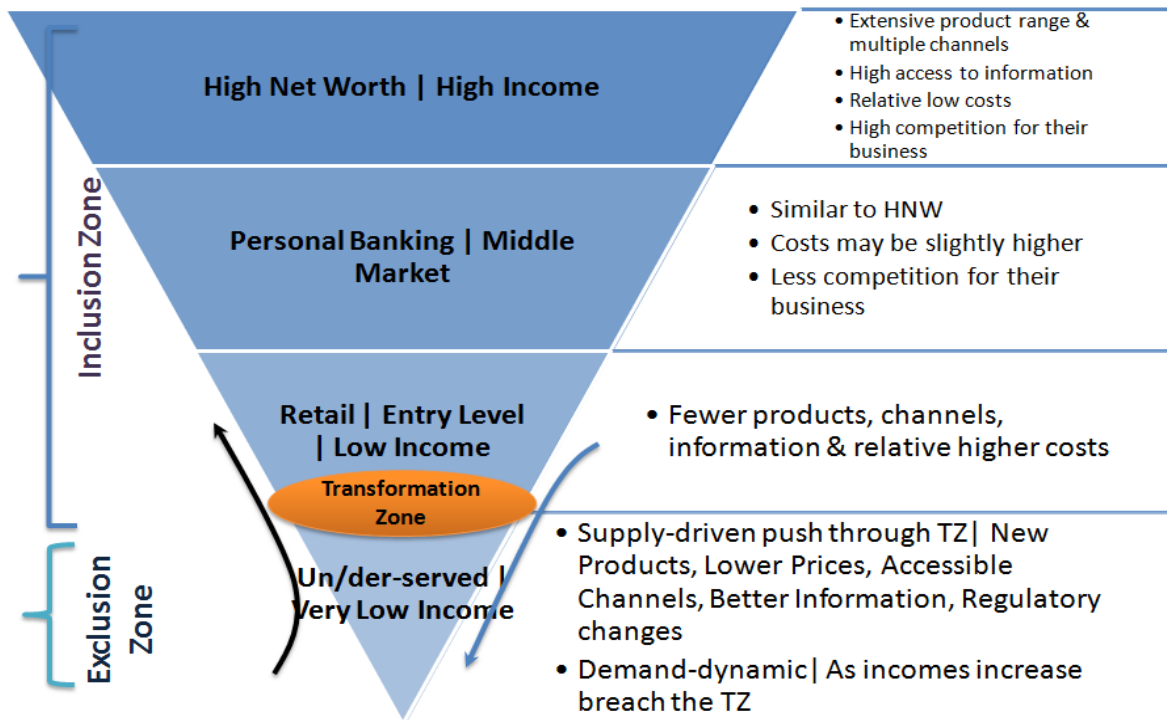 High Net Worth | High Income
• Extensive product range &
multiple channels
• High access to information
• Relative low costs
• High competition for their
business
Inclusion Zone
Personal Banking | Middle
Market
• Similar to HNW
• Costs may be slightly higher
• Less competition for their
business
Retail | Entry Level
| Low Income
• Fewer products, channels,
information & relative higher costs
Transformation
Zone
Exclusion
Zone
Un/der-served |
Very Low Income
• Supply-driven push through TZ| New
Products, Lower Prices, Accessible
Channels, Better Information, Regulatory
changes
• Demand-dynamic| As incomes increase
breach the TZ